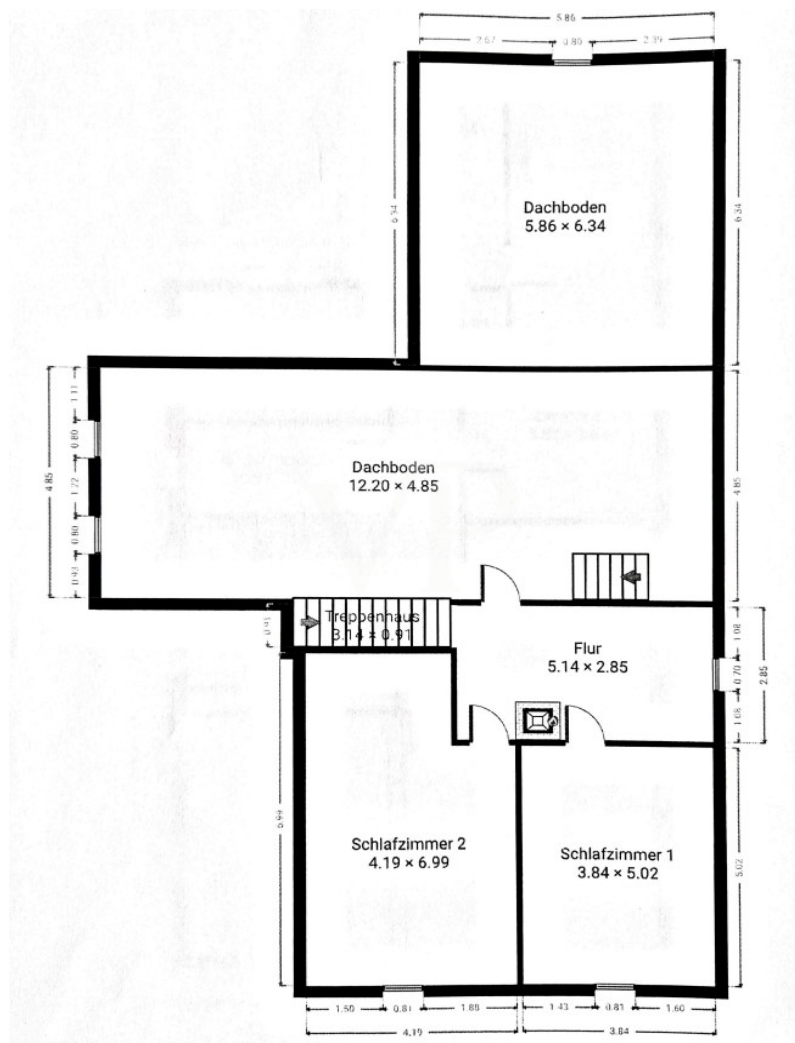 5.86
2.67
0.80
2.39
6.34
6.34
Dachboden
5.86 × 6.34
1.11
0.80
1.22
0.80
0.93
4.85
4.85
Dachboden
12.20 × 4.85
Treppenhaus
3.14 × 0.91
Flur
5.14 × 2.85
1.08
0.70
1.08
2.85
6.99
Schlafzimmer 2
4.19 × 6.99
Schlafzimmer 1
3.84 × 5.02
5.02
0.81
1.88
1.43
0.81
1.60
4.19
3.84